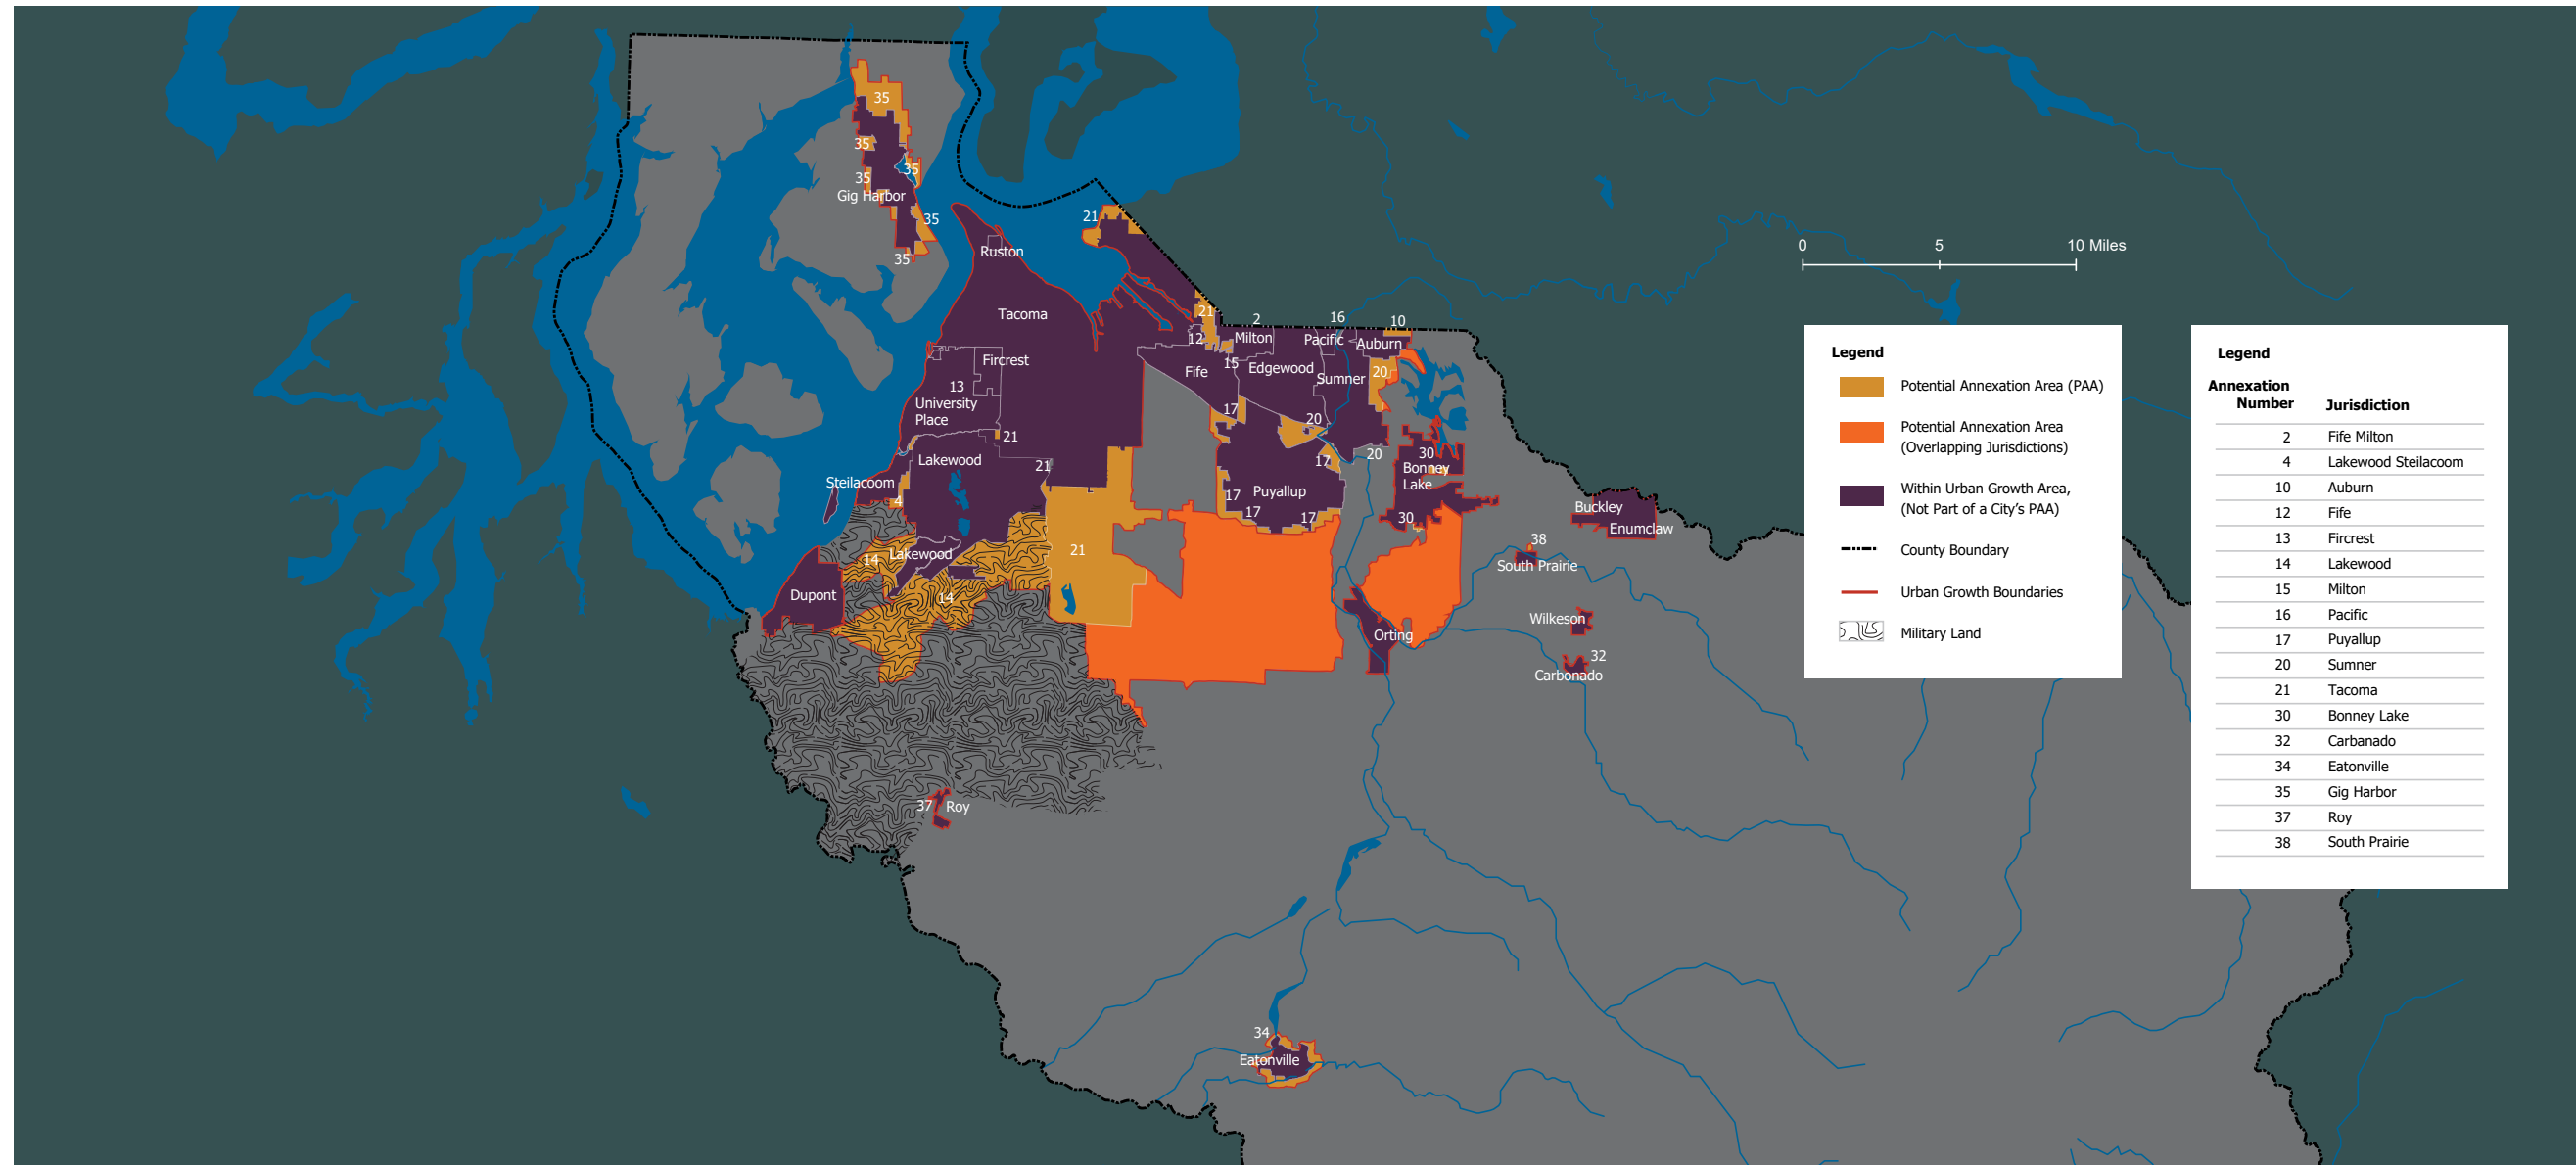 35
35
35
35
Gig Harbor
35
35
21
Ruston
Tacoma
21
2
16
10
12
Milton
Pacific
Auburn
15
Fircrest
Fife
Edgewood
Sumner
20
13
University
Place
17
20
21
Lakewood
21
17
20
30
Bonney
Lake
Steilacoom
4
17
Puyallup
17
17
30
Buckley
Enumclaw
14
Lakewood
21
38
South Prairie
Dupont
14
Wilkeson
Orting
32
Carbonado
37
Roy
34
Eatonville
0
5
10 Miles
Legend
Potential Annexation Area (PAA)
Potential Annexation Area
(Overlapping Jurisdictions)
Within Urban Growth Area,
(Not Part of a City’s PAA)
County Boundary
Urban Growth Boundaries
Military Land
Legend
Annexation
Number Jurisdiction
2 Fife Milton
4 Lakewood Steilacoom
10 Auburn
12 Fife
13 Fircrest
14 Lakewood
15 Milton
16 Pacific
17 Puyallup
20 Sumner
21 Tacoma
30 Bonney Lake
32 Carbanado
34 Eatonville
35 Gig Harbor
37 Roy
38 South Prairie